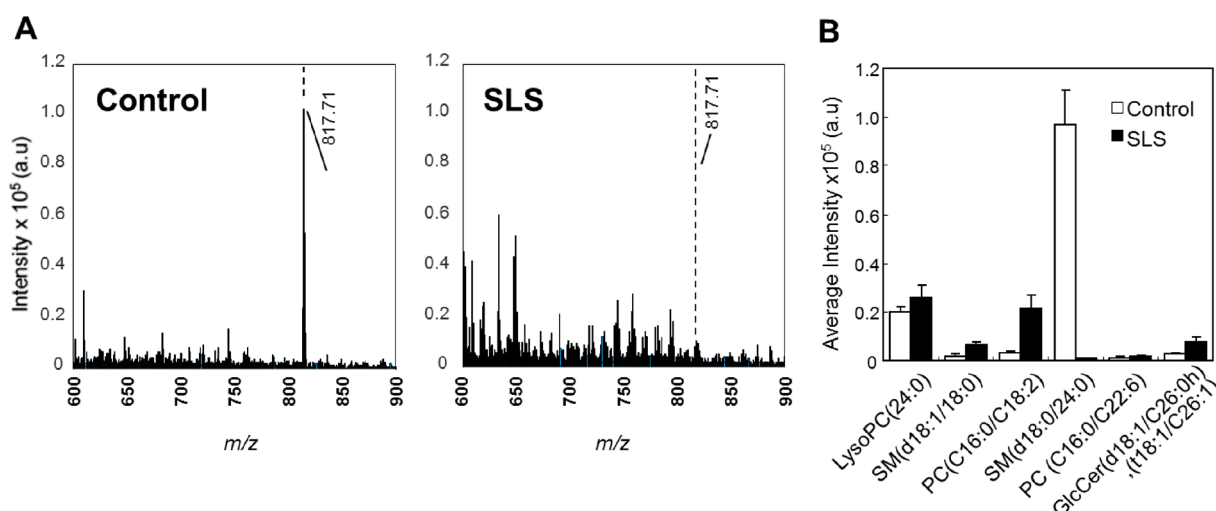 A
B
Control
SLS
817.71
817.71
Intensity x 10⁵ (a.u)
1.2
1.0
0.8
0.6
0.4
0.2
0
600
650
700
750
800
850
900
m/z
1.2
1.0
0.8
0.6
0.4
0.2
0
600
650
700
750
800
850
900
m/z
Average Intensity x10⁵ (a.u)
1.2
1.0
0.8
0.6
0.4
0.2
0
Control
SLS
LysoPC(24:0)
SM(d18:1/18:0)
PC(C16:0/C18:2)
SM(d18:0/24:0)
PC (C16:0/C22:6)
GlcCer(d18:1/C26:0h)
,(t18:1/C26:1)